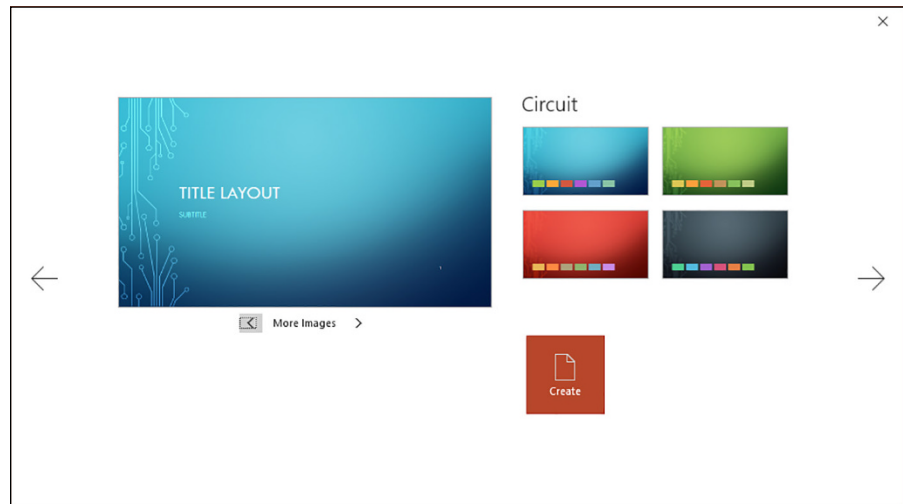 Circuit
TITLE LAYOUT
SUBTITLE
More Images
Create